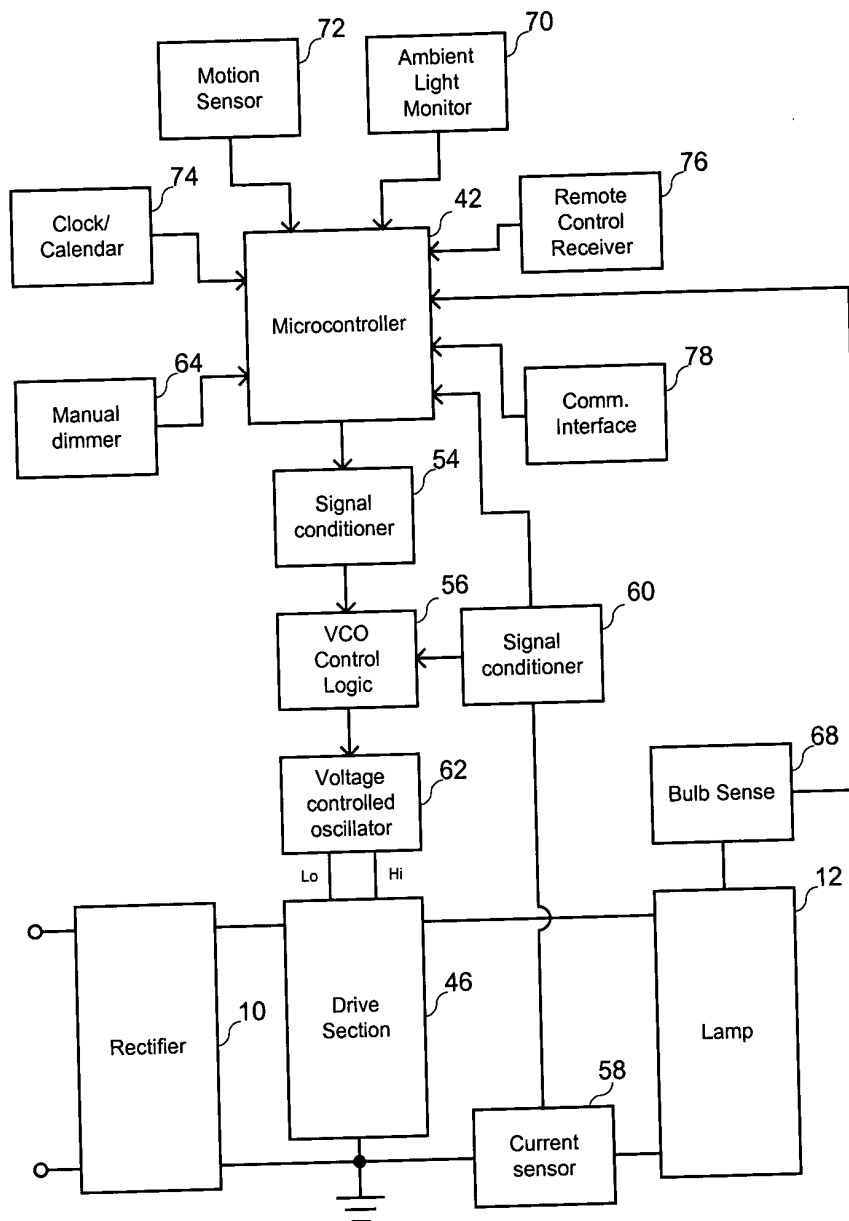 72
Motion
Sensor
70
Ambient
Light
Monitor
74
Clock/
Calendar
42
Microcontroller
76
Remote
Control
Receiver
64
Manual
dimmer
78
Comm.
Interface
54
Signal
conditioner
56
VCO
Control
Logic
60
Signal
conditioner
62
Voltage
controlled
oscillator
68
Bulb Sense
Lo
Hi
12
Lamp
10
Rectifier
46
Drive
Section
58
Current
sensor